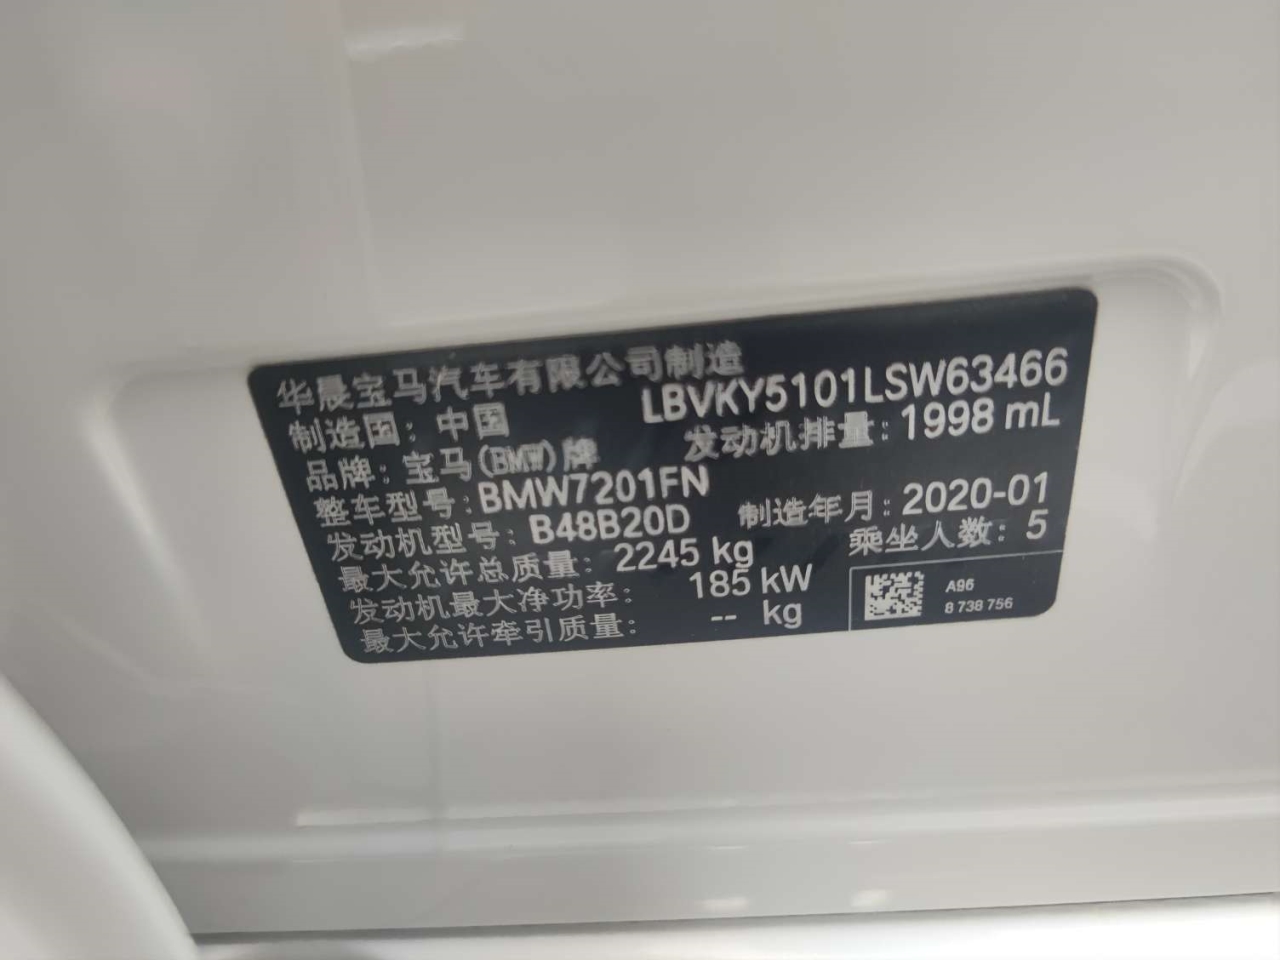 华晨宝马汽车有限公司制造
LBVKY5101LSW63466
制造国：中国
发动机排量：1998 mL
品牌：宝马(BMW)牌
整车型号：BMW7201FN
制造年月：2020-01
发动机型号：B48B20D
乘坐人数：5
最大允许总质量：2245 kg
发动机最大净功率：185 kW
最大允许牵引质量：-- kg
A96
8 738 756